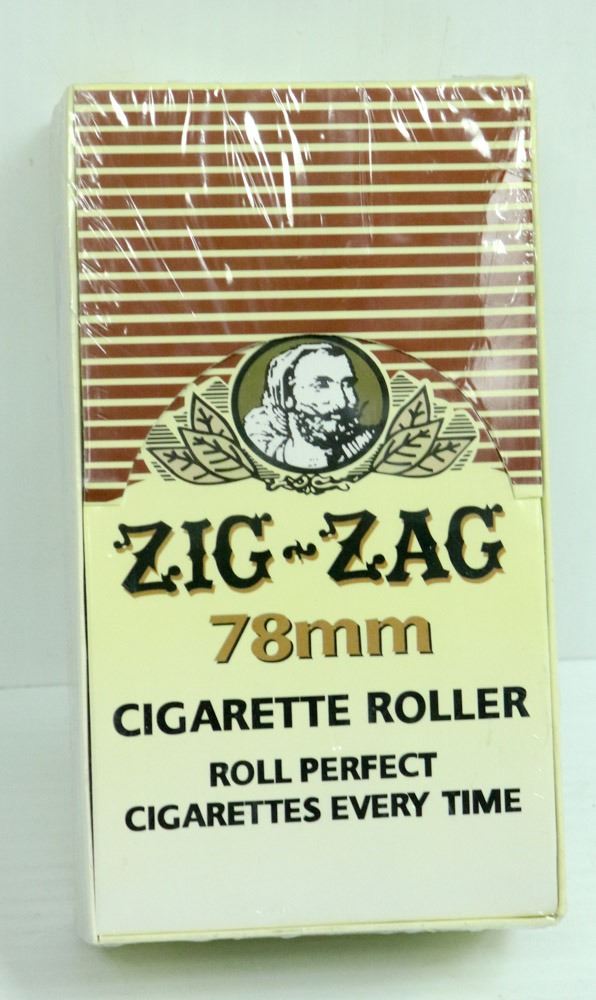 ZIG~ZAG
78mm
CIGARETTE ROLLER
ROLL PERFECT
CIGARETTES EVERY TIME